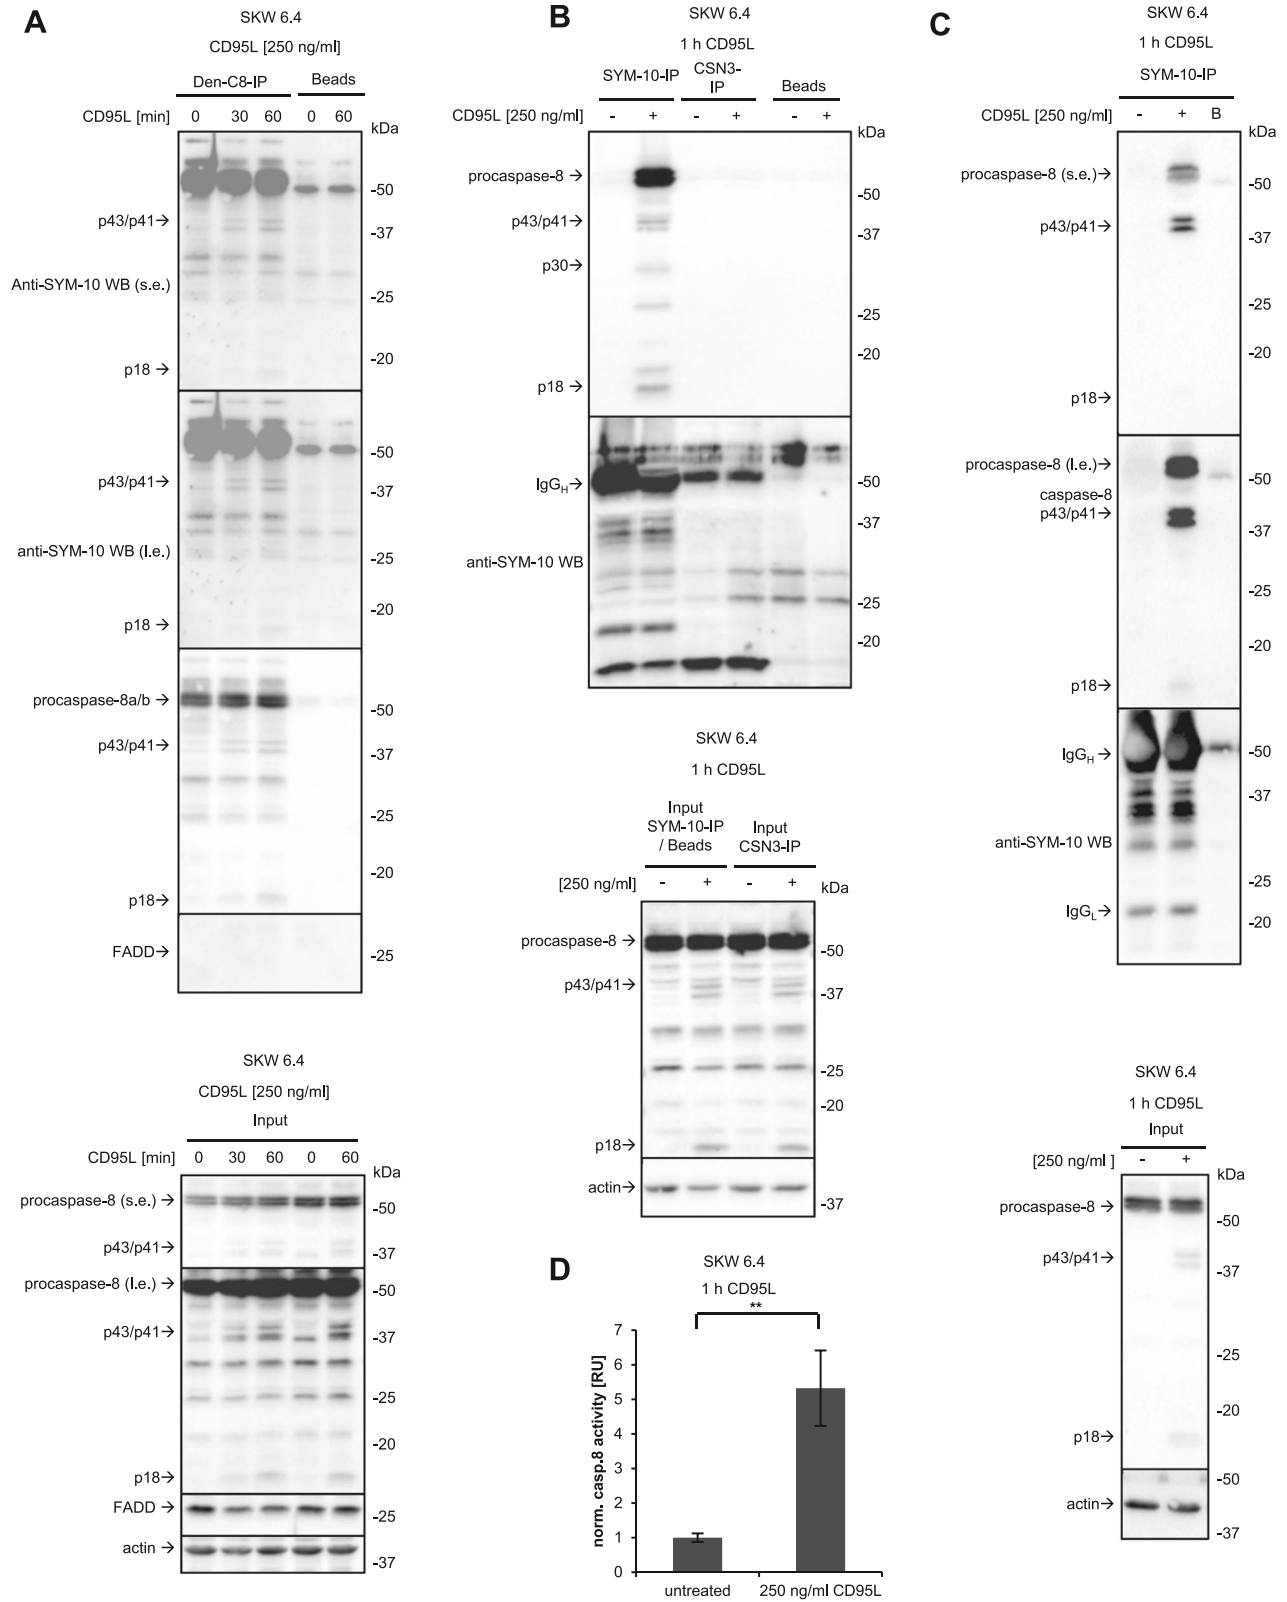 A
SKW 6.4
CD95L [250 ng/ml]
Den-C8-IP Beads
CD95L [min] 0 30 60 0 60
kDa
-50
p43/p41→
-37
Anti-SYM-10 WB (s.e.)
-25
-20
p18→
-50
p43/p41→
-37
anti-SYM-10 WB (l.e.)
-25
-20
p18→
procaspase-8a/b→
-50
p43/p41→
-37
-25
-20
p18→
FADD→
-25
SKW 6.4
CD95L [250 ng/ml]
Input
CD95L [min] 0 30 60 0 60
kDa
procaspase-8 (s.e.)→
-50
p43/p41→
-37
procaspase-8 (l.e.)→
-50
p43/p41→
-37
-25
-20
p18→
FADD→
-25
actin→
-37
B
SKW 6.4
1 h CD95L
SYM-10-IP CSN3-IP Beads
CD95L [250 ng/ml] - + - + - +
kDa
procaspase-8→
-50
p43/p41→
-37
p30→
-25
-20
p18→
IgG_H→
-50
-37
anti-SYM-10 WB
-25
-20
SKW 6.4
1 h CD95L
Input SYM-10-IP / Beads
Input CSN3-IP
[250 ng/ml] - + - +
kDa
procaspase-8→
-50
p43/p41→
-37
-25
-20
p18→
actin→
-37
C
SKW 6.4
1 h CD95L
SYM-10-IP
CD95L [250 ng/ml] - + B
kDa
procaspase-8 (s.e.)→
-50
p43/p41→
-37
-25
-20
p18→
procaspase-8 (l.e.)→
-50
caspase-8
p43/p41→
-37
-25
-20
p18→
IgG_H→
-50
-37
anti-SYM-10 WB
-25
IgG_L→
-20
SKW 6.4
1 h CD95L
Input
[250 ng/ml ] - +
kDa
procaspase-8→
-50
p43/p41→
-37
-25
-20
p18→
-50
actin→
-37
D
SKW 6.4
1 h CD95L
**
norm. casp.8 activity [RU]
7
6
5
4
3
2
1
0
untreated 250 ng/ml CD95L